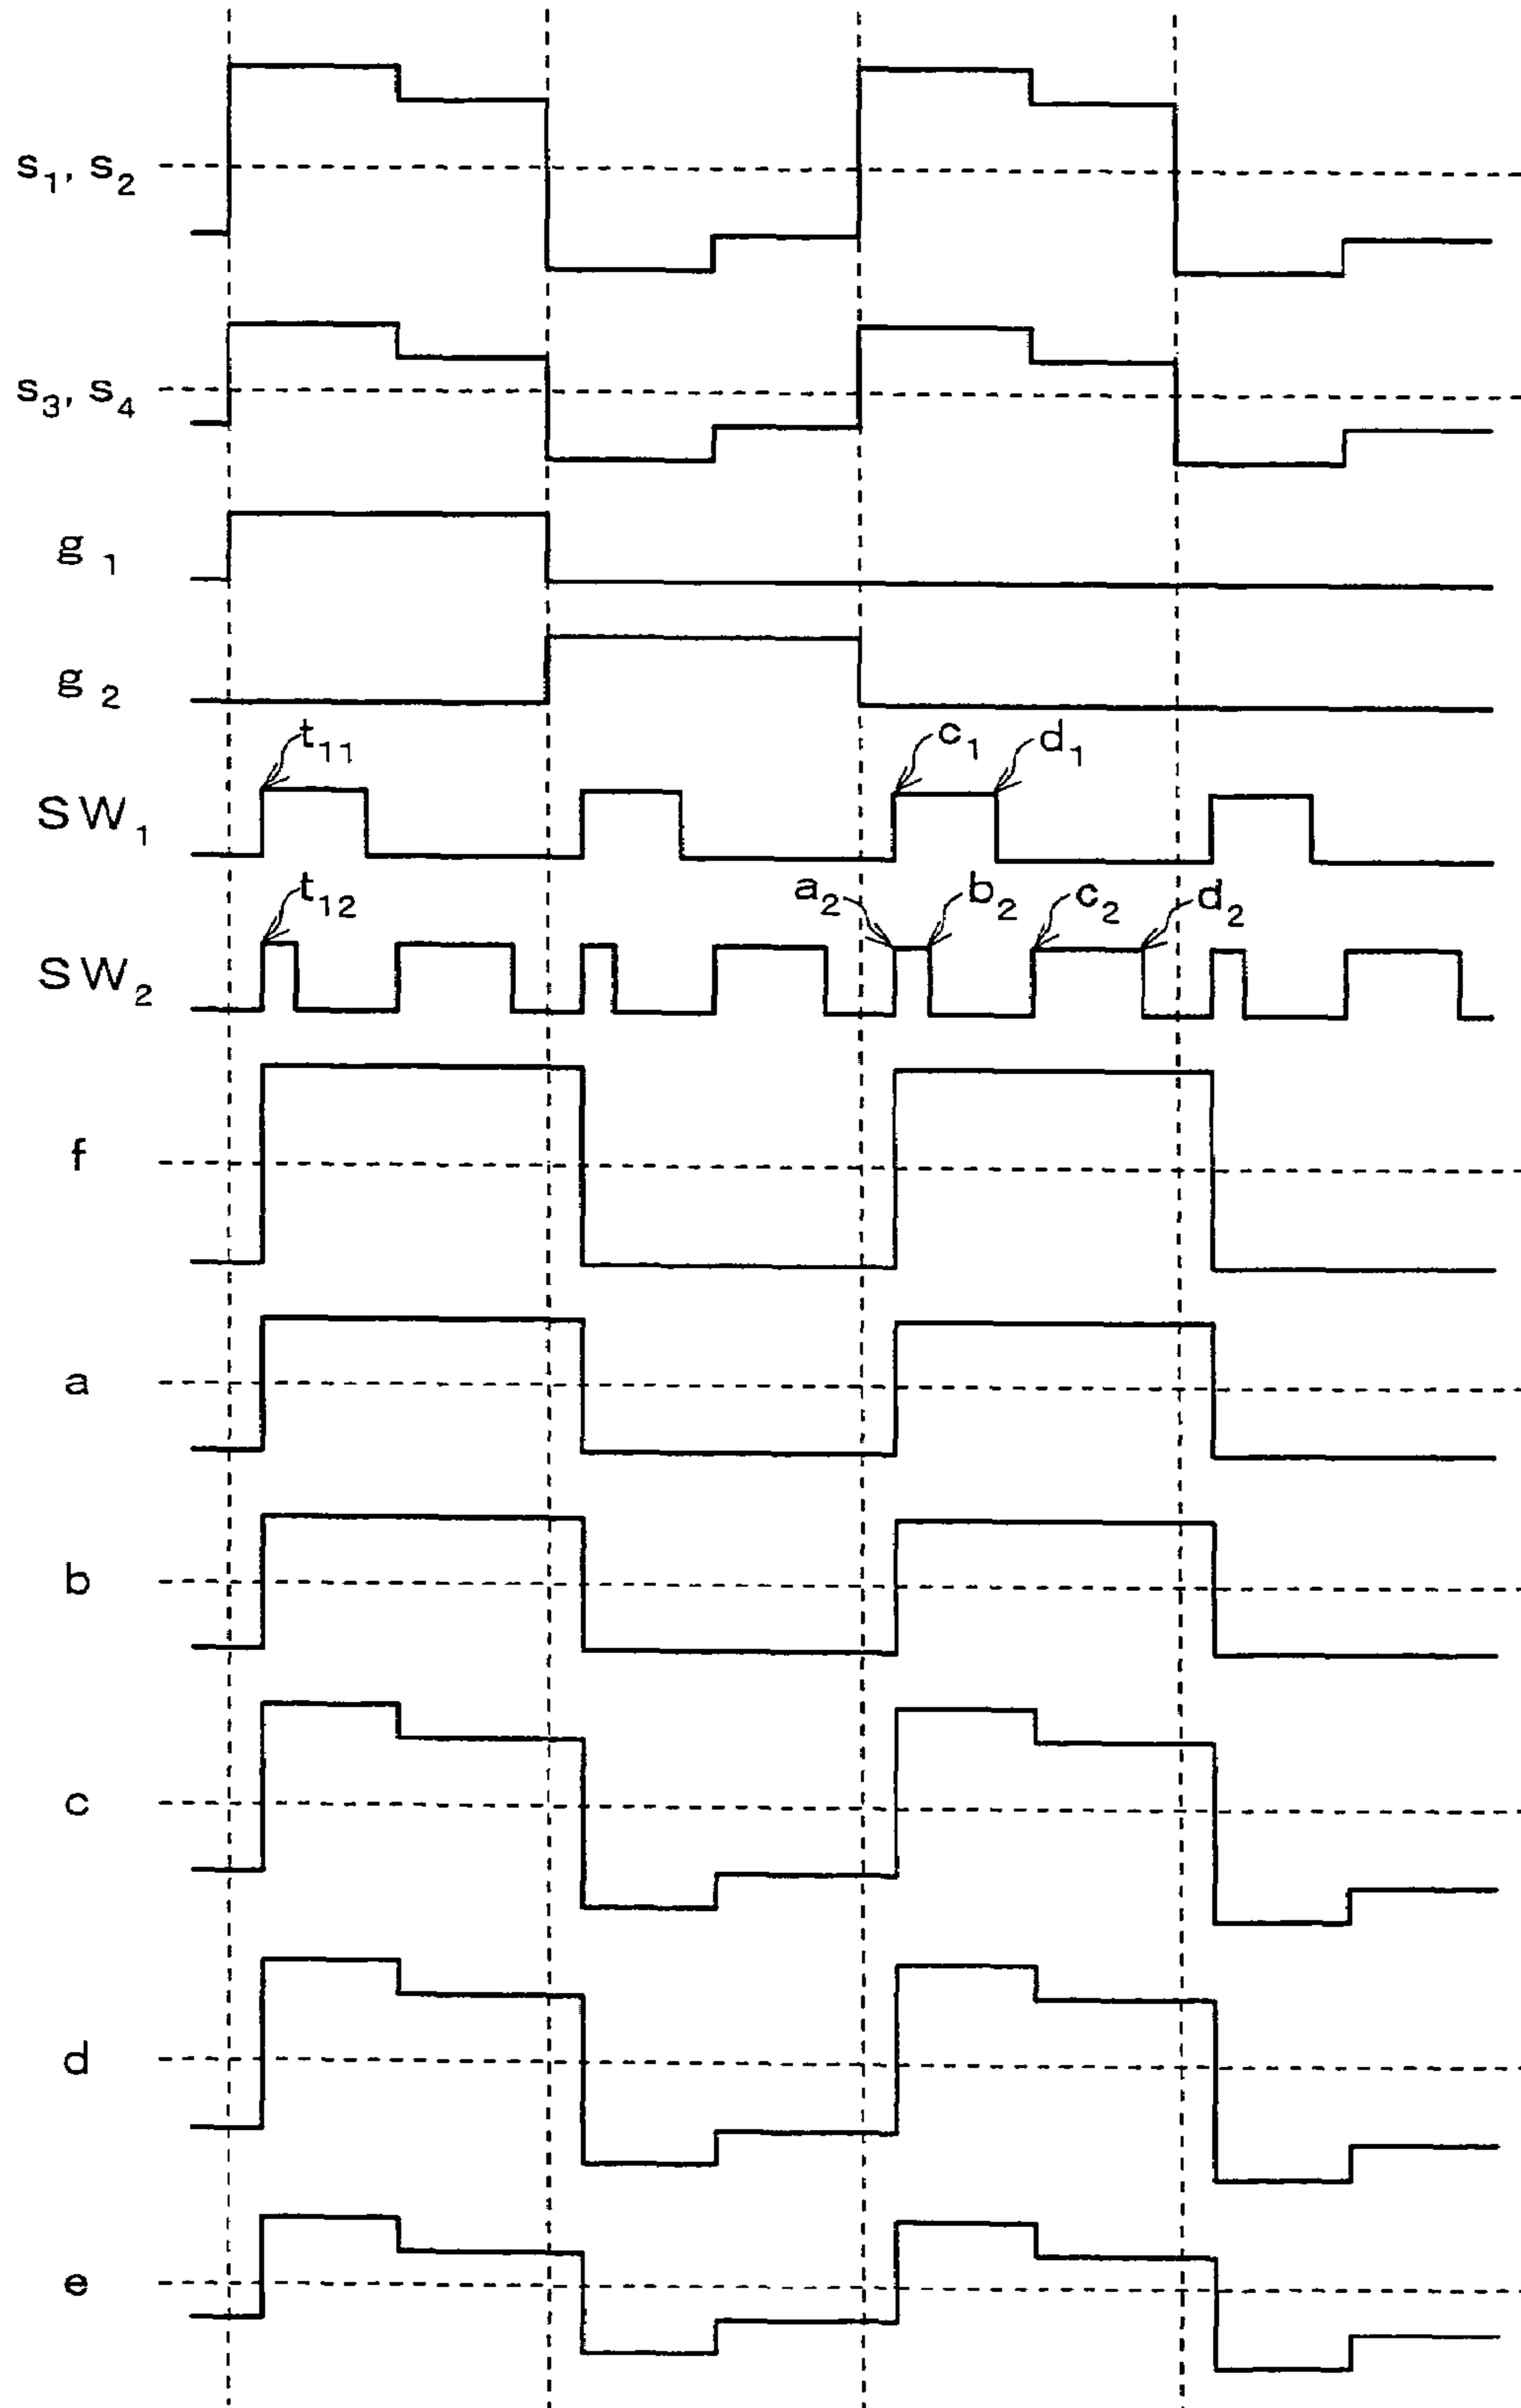 s₁, s₂
s₃, s₄
g₁
g₂
t₁₁
c₁
d₁
SW₁
t₁₂
a₂
b₂
c₂
d₂
SW₂
f
a
b
c
d
e